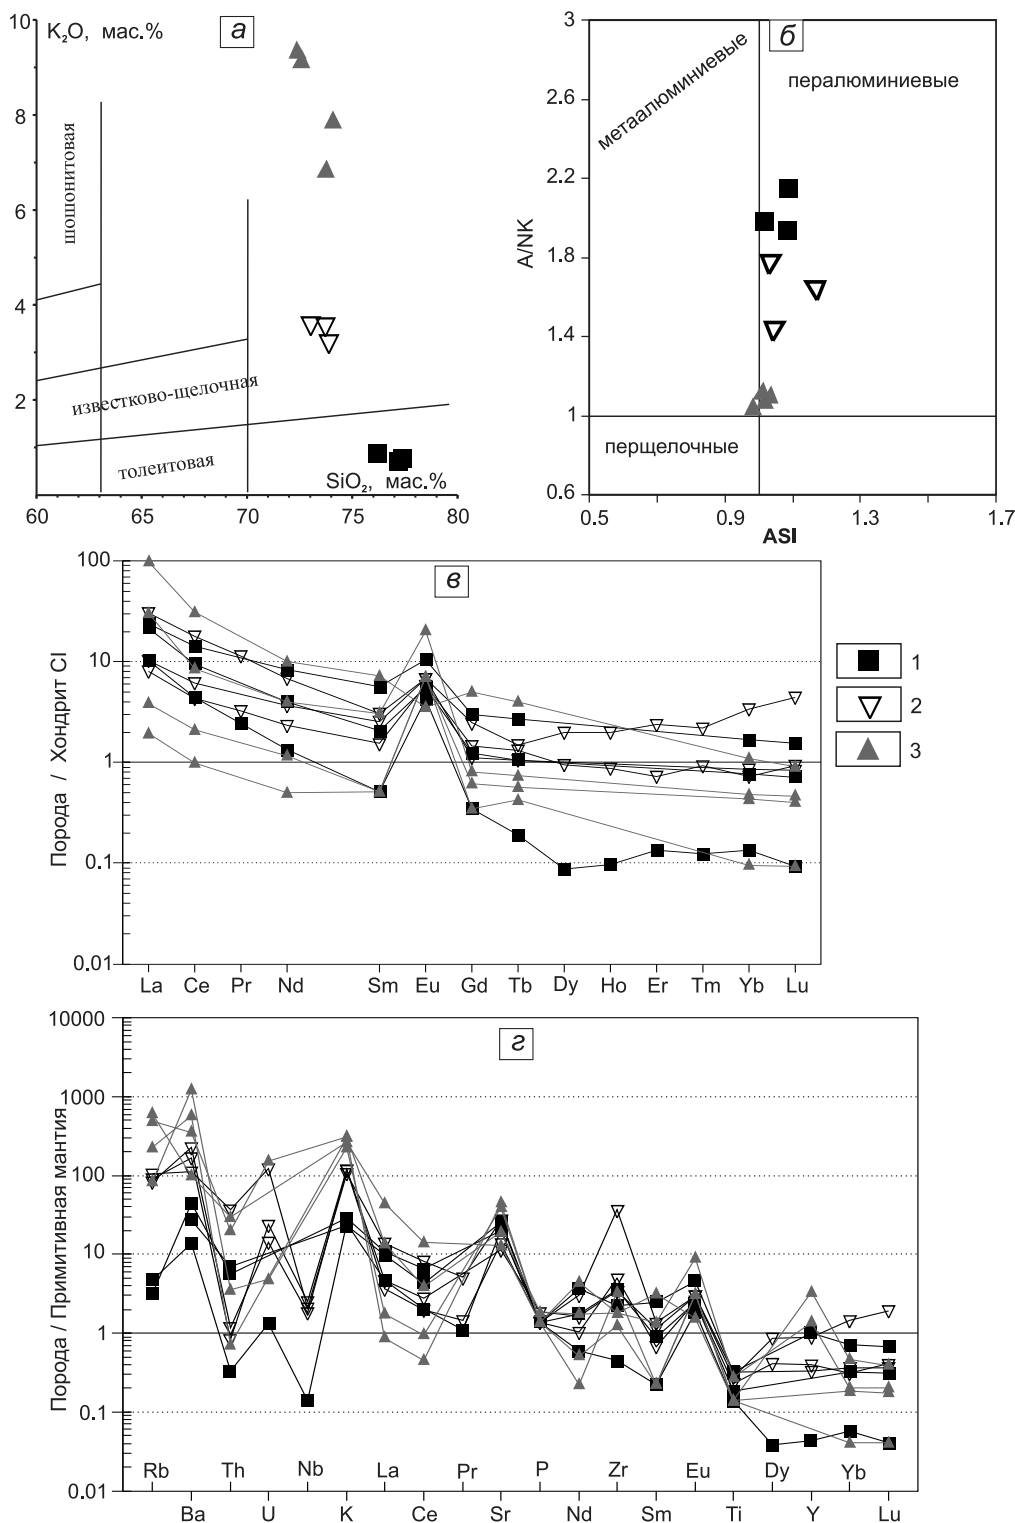 10
K₂O, мас.%
а
8
6
4
2
шошонитовая
известково-щелочная
толеитовая
SiO₂, мас.%
60 65 70 75 80
3
б
2.6
2.2
1.8
1.4
1
0.6
A/NK
метаалюминиевые
пералюминиевые
перщелочные
0.5 0.9 1.3 1.7
ASI
100
в
10
1
0.1
0.01
Порода / Хондрит CI
La Ce Pr Nd Sm Eu Gd Tb Dy Ho Er Tm Yb Lu
1
2
3
10000
г
1000
100
10
1
0.1
0.01
Порода / Примитивная мантия
Rb Th Nb La Pr P Zr Eu Dy Yb
Ba U K Ce Sr Nd Sm Ti Y Lu